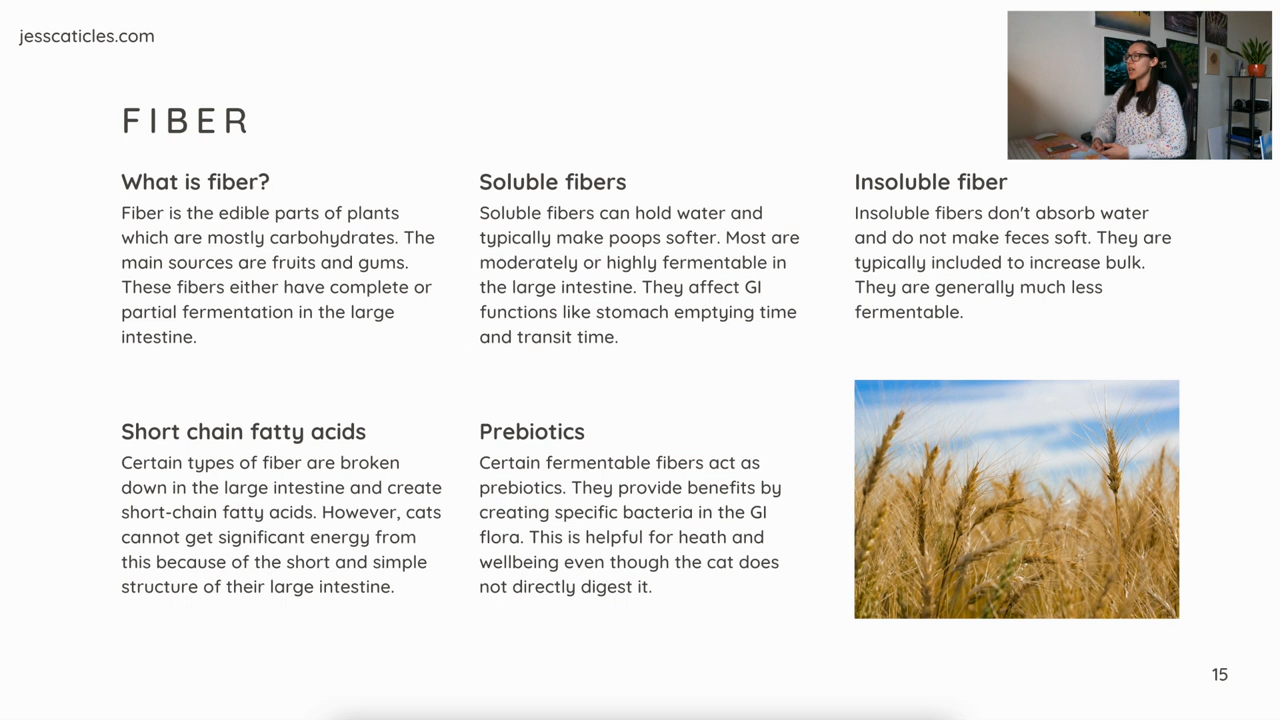 jesscaticles.com
FIBER
What is fiber?
Fiber is the edible parts of plants
which are mostly carbohydrates. The
main sources are fruits and gums.
These fibers either have complete or
partial fermentation in the large
intestine.
Soluble fibers
Soluble fibers can hold water and
typically make poops softer. Most are
moderately or highly fermentable in
the large intestine. They affect GI
functions like stomach emptying time
and transit time.
Insoluble fiber
Insoluble fibers don't absorb water
and do not make feces soft. They are
typically included to increase bulk.
They are generally much less
fermentable.
Short chain fatty acids
Certain types of fiber are broken
down in the large intestine and create
short-chain fatty acids. However, cats
cannot get significant energy from
this because of the short and simple
structure of their large intestine.
Prebiotics
Certain fermentable fibers act as
prebiotics. They provide benefits by
creating specific bacteria in the GI
flora. This is helpful for heath and
wellbeing even though the cat does
not directly digest it.
15